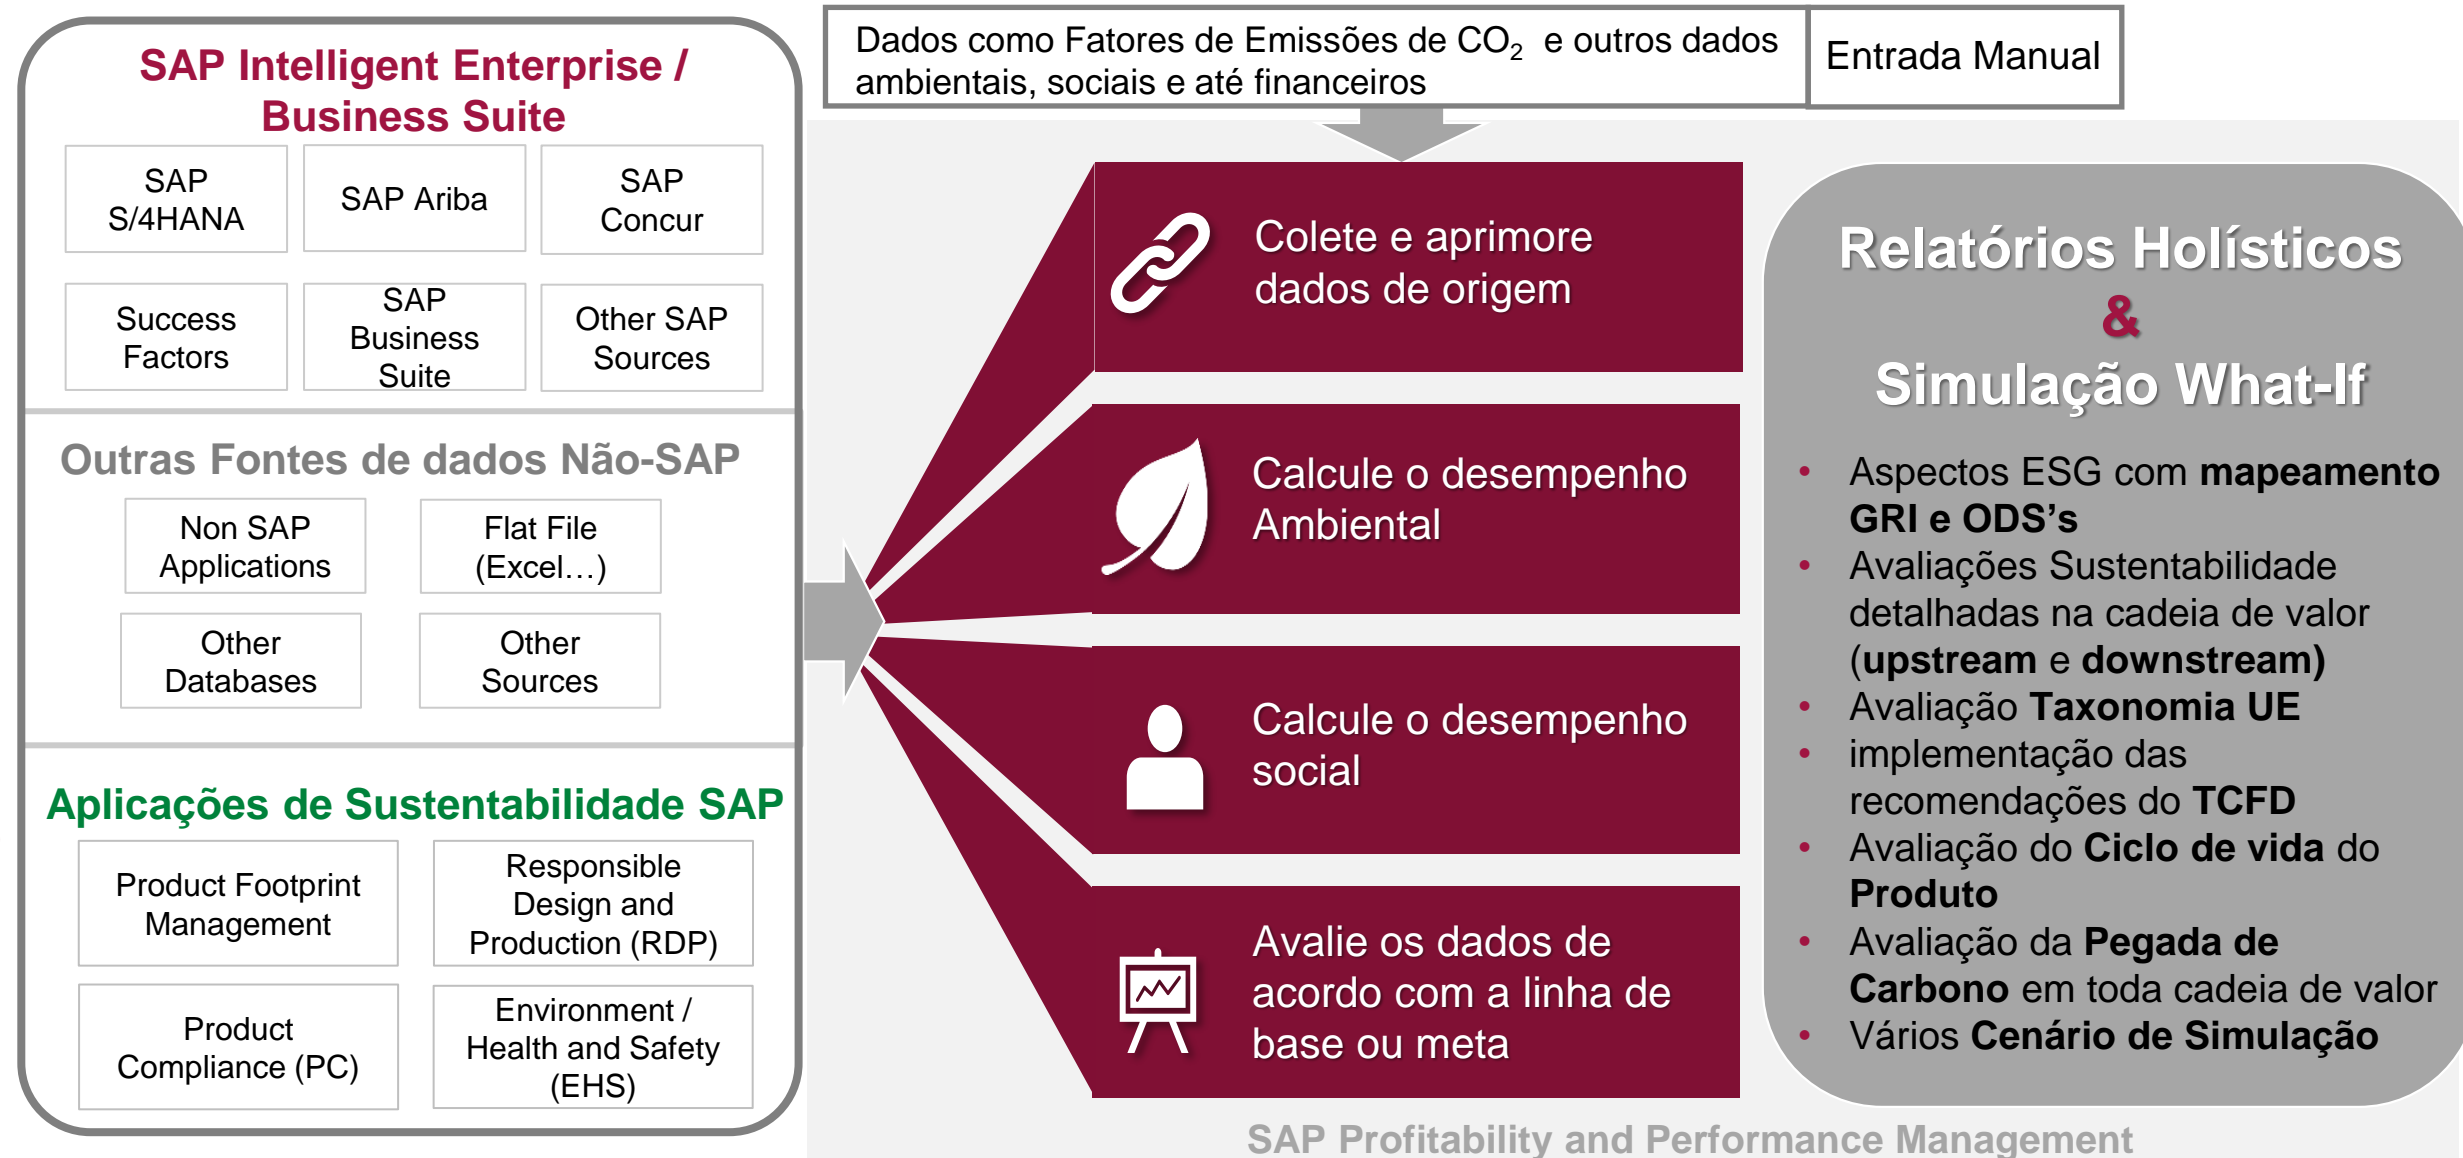 SAP Intelligent Enterprise /
Business Suite
SAP
S/4HANA
SAP Ariba
SAP
Concur
Success
Factors
SAP
Business
Suite
Other SAP
Sources
Outras Fontes de dados Não-SAP
Non SAP
Applications
Flat File
(Excel…)
Other
Databases
Other
Sources
Aplicações de Sustentabilidade SAP
Product Footprint
Management
Responsible
Design and
Production (RDP)
Product
Compliance (PC)
Environment /
Health and Safety
(EHS)
Dados como Fatores de Emissões de CO₂ e outros dados
ambientais, sociais e até financeiros
Entrada Manual
Colete e aprimore
dados de origem
Calcule o desempenho
Ambiental
Calcule o desempenho
social
Avalie os dados de
acordo com a linha de
base ou meta
Relatórios Holísticos
&
Simulação What-If
• Aspectos ESG com mapeamento
GRI e ODS’s
• Avaliações Sustentabilidade
detalhadas na cadeia de valor
(upstream e downstream)
• Avaliação Taxonomia UE
• implementação das
recomendações do TCFD
• Avaliação do Ciclo de vida do
Produto
• Avaliação da Pegada de
Carbono em toda cadeia de valor
• Vários Cenário de Simulação
SAP Profitability and Performance Management